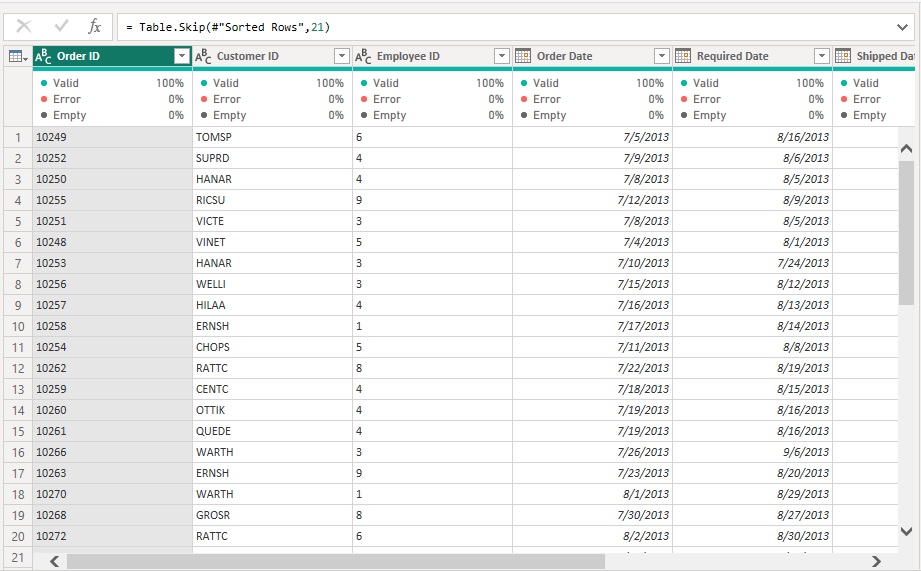 fx = Table.Skip(#"Sorted Rows",21)
ABC Order ID ABC Customer ID ABC Employee ID Order Date Required Date Shipped Dat
Valid 100% Valid 100% Valid 100% Valid 100% Valid 100% Valid
Error 0% Error 0% Error 0% Error 0% Error 0% Error
Empty 0% Empty 0% Empty 0% Empty 0% Empty 0% Empty
1 10249 TOMSP 6 7/5/2013 8/16/2013
2 10252 SUPRD 4 7/9/2013 8/6/2013
3 10250 HANAR 4 7/8/2013 8/5/2013
4 10255 RICSU 9 7/12/2013 8/9/2013
5 10251 VICTE 3 7/8/2013 8/5/2013
6 10248 VINET 5 7/4/2013 8/1/2013
7 10253 HANAR 3 7/10/2013 7/24/2013
8 10256 WELLI 3 7/15/2013 8/12/2013
9 10257 HILAA 4 7/16/2013 8/13/2013
10 10258 ERNSH 1 7/17/2013 8/14/2013
11 10254 CHOPS 5 7/11/2013 8/8/2013
12 10262 RATTC 8 7/22/2013 8/19/2013
13 10259 CENTC 4 7/18/2013 8/15/2013
14 10260 OTTIK 4 7/19/2013 8/16/2013
15 10261 QUEDE 4 7/19/2013 8/16/2013
16 10266 WARTH 3 7/26/2013 9/6/2013
17 10263 ERNSH 9 7/23/2013 8/20/2013
18 10270 WARTH 1 8/1/2013 8/29/2013
19 10268 GROSR 8 7/30/2013 8/27/2013
20 10272 RATTC 6 8/2/2013 8/30/2013
21